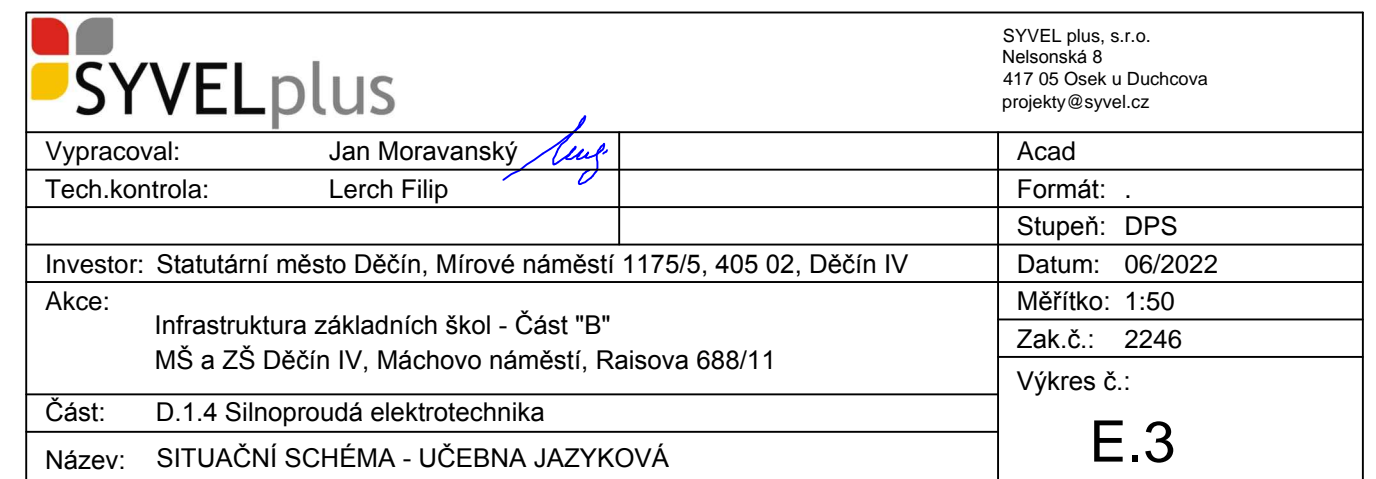 SYVELplus
SYVEL plus, s.r.o.
Nelsonská 8
417 05 Osek u Duchcova
projekty@syvel.cz
Vypracoval: Jan Moravanský
Acad
Tech.kontrola: Lerch Filip
Formát: .
Stupeň: DPS
Investor: Statutární město Děčín, Mírové náměstí 1175/5, 405 02, Děčín IV
Datum: 06/2022
Akce:
Infrastruktura základních škol - Část "B"
MŠ a ZŠ Děčín IV, Máchovo náměstí, Raisova 688/11
Měřítko: 1:50
Zak.č.: 2246
Část: D.1.4 Silnoproudá elektrotechnika
Název: SITUAČNÍ SCHÉMA - UČEBNA JAZYKOVÁ
Výkres č.:
E.3